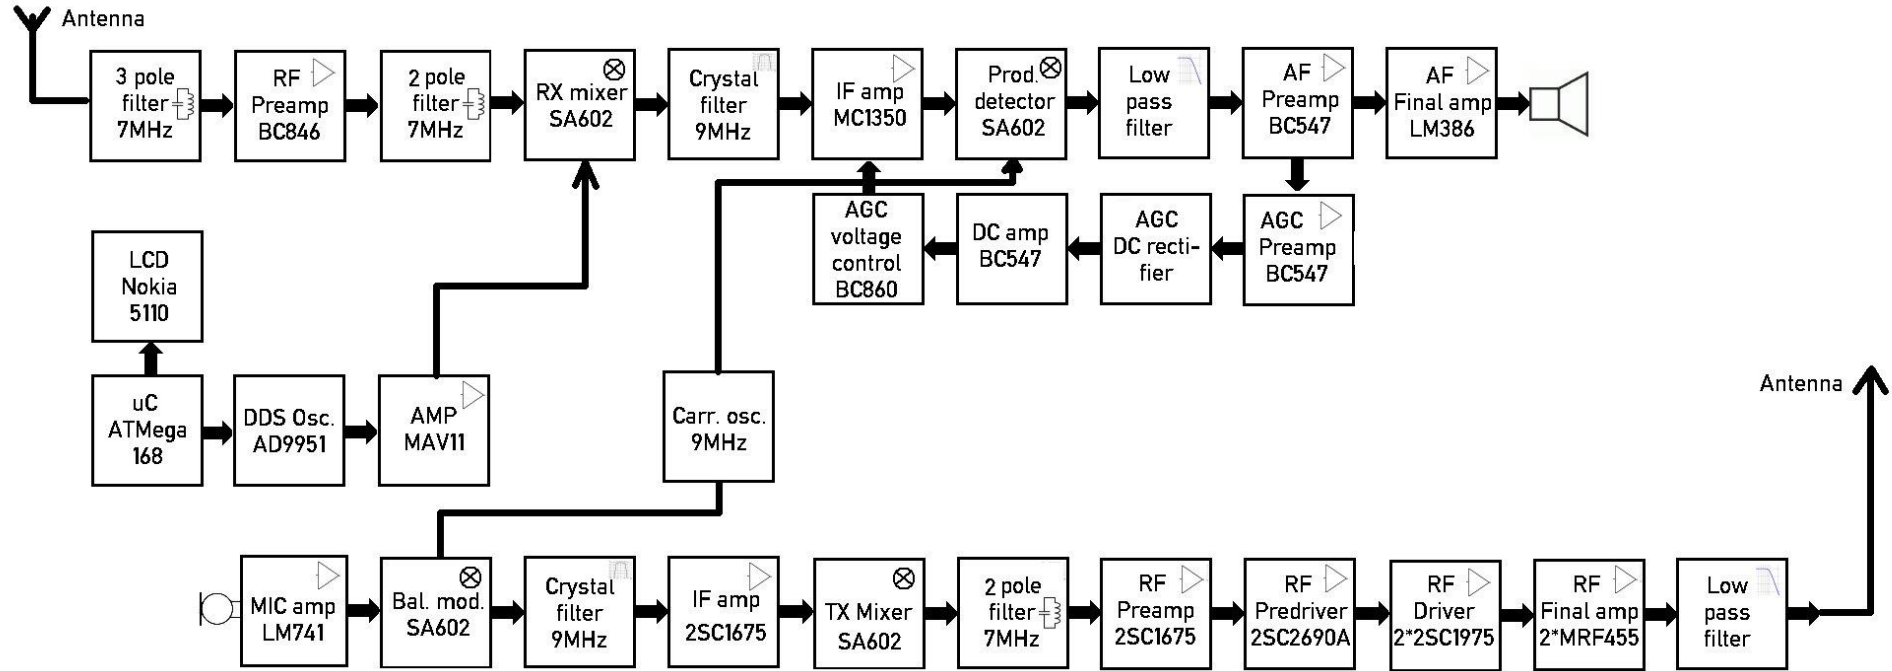 Antenna
3 pole
filter
7MHz
RF
Preamp
BC846
2 pole
filter
7MHz
RX mixer
SA602
Crystal
filter
9MHz
IF amp
MC1350
Prod.
detector
SA602
Low
pass
filter
AF
Preamp
BC547
AF
Final amp
LM386
AGC
voltage
control
BC860
DC amp
BC547
AGC
DC recti-
fier
AGC
Preamp
BC547
LCD
Nokia
5110
uC
ATMega
168
DDS Osc.
AD9951
AMP
MAV11
Carr. osc.
9MHz
Antenna
MIC amp
LM741
Bal. mod.
SA602
Crystal
filter
9MHz
IF amp
2SC1675
TX Mixer
SA602
2 pole
filter
7MHz
RF
Preamp
2SC1675
RF
Predriver
2SC2690A
RF
Driver
2*2SC1975
RF
Final amp
2*MRF455
Low
pass
filter